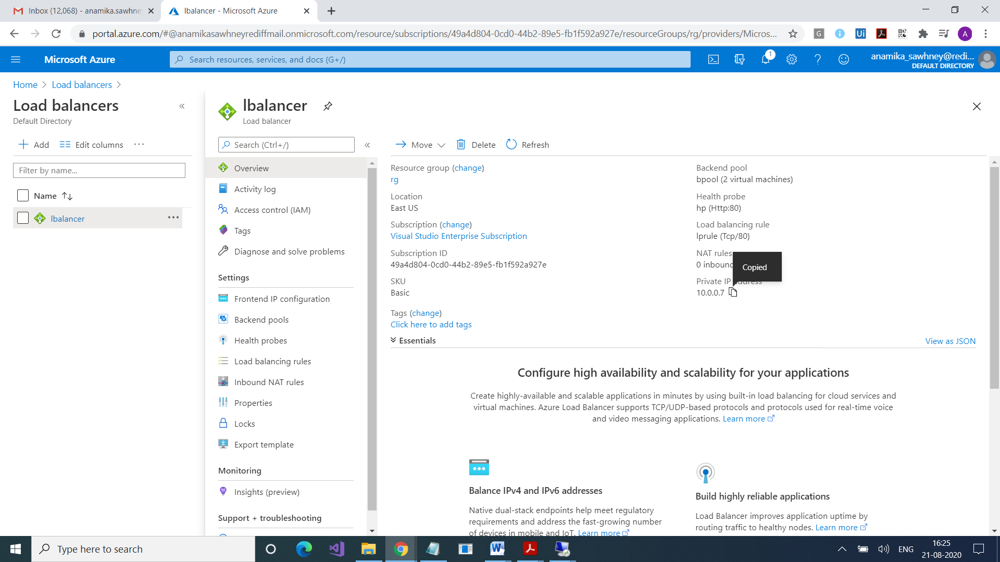 Inbox (12,068) - anamika.sawhne
lbalancer - Microsoft Azure
portal.azure.com/#@anamikasawhneyrediffmail.onmicrosoft.com/resource/subscriptions/49a4d804-0cd0-44b2-89e5-fb1f592a927e/resourceGroups/rg/providers/Micros...
Microsoft Azure
Search resources, services, and docs (G+/)
1
anamika_sawhney@redi...
DEFAULT DIRECTORY
Home > Load balancers >
Load balancers
Default Directory
Add
Edit columns
Filter by name...
Name
lbalancer
lbalancer
Load balancer
Search (Ctrl+/)
Overview
Activity log
Access control (IAM)
Tags
Diagnose and solve problems
Settings
Frontend IP configuration
Backend pools
Health probes
Load balancing rules
Inbound NAT rules
Properties
Locks
Export template
Monitoring
Insights (preview)
Support + troubleshooting
Move
Delete
Refresh
Resource group (change)
rg
Location
East US
Subscription (change)
Visual Studio Enterprise Subscription
Subscription ID
49a4d804-0cd0-44b2-89e5-fb1f592a927e
SKU
Basic
Tags (change)
Click here to add tags
Backend pool
bpool (2 virtual machines)
Health probe
hp (Http:80)
Load balancing rule
lprule (Tcp/80)
NAT rules
0 inbound
Copied
Private IP address
10.0.0.7
Essentials
View as JSON
Configure high availability and scalability for your applications
Create highly-available and scalable applications in minutes by using built-in load balancing for cloud services and
virtual machines. Azure Load Balancer supports TCP/UDP-based protocols and protocols used for real-time voice
and video messaging applications. Learn more
Balance IPv4 and IPv6 addresses
Native dual-stack endpoints help meet regulatory
requirements and address the fast-growing number
of devices in mobile and IoT. Learn more
Build highly reliable applications
Load Balancer improves application uptime by
routing traffic to healthy nodes. Learn more
Type here to search
ENG
16:25
21-08-2020